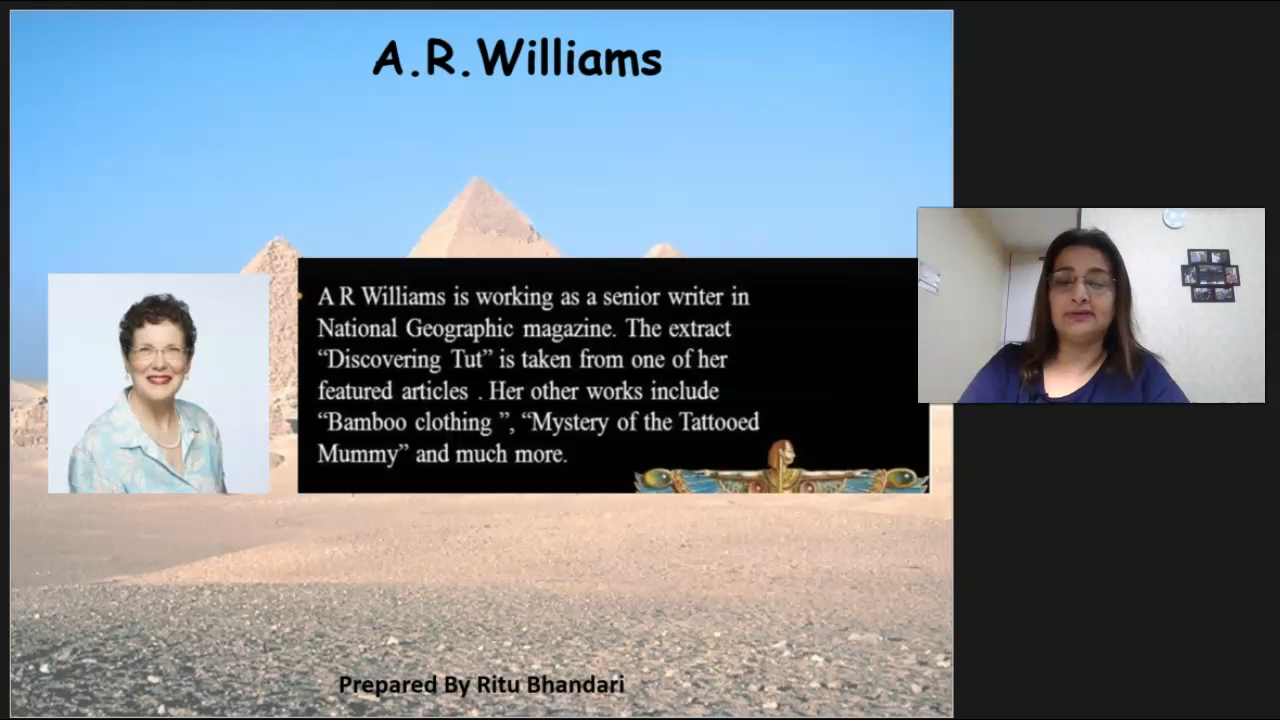 A.R.Williams
A R Williams is working as a senior writer in
National Geographic magazine. The extract
“Discovering Tut” is taken from one of her
featured articles . Her other works include
“Bamboo clothing ”, “Mystery of the Tattooed
Mummy” and much more.
Prepared By Ritu Bhandari